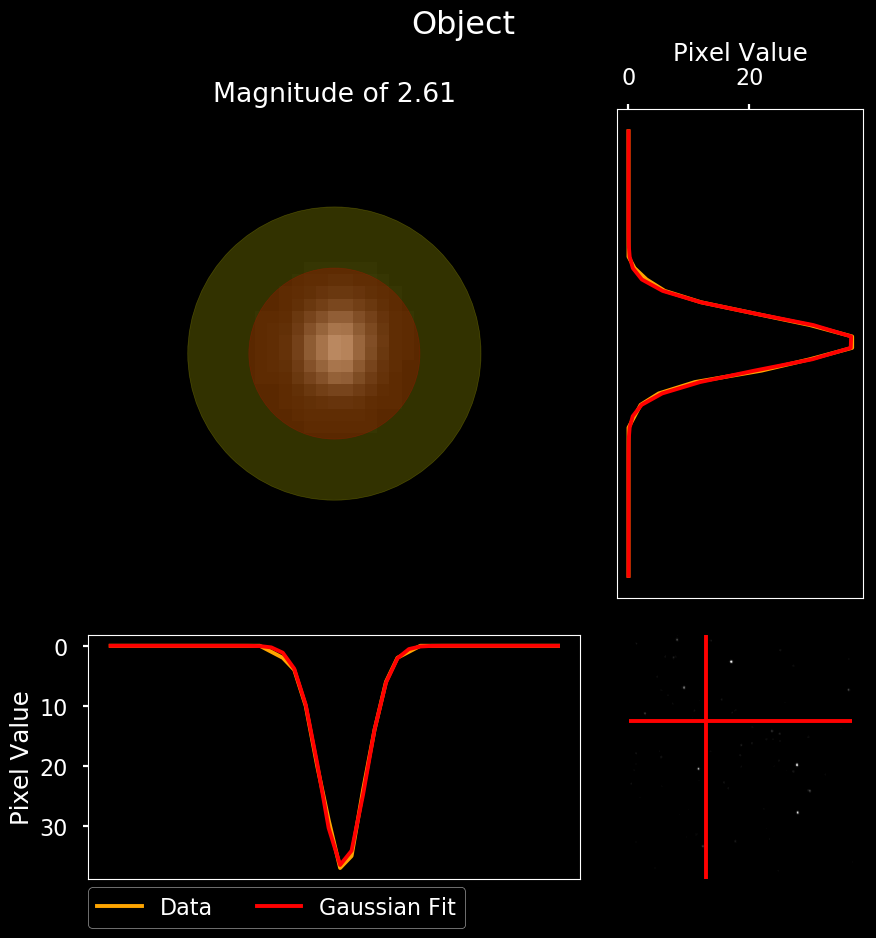 Object
Pixel Value
0 20
Magnitude of 2.61
0
10
20
30
Pixel Value
Data Gaussian Fit